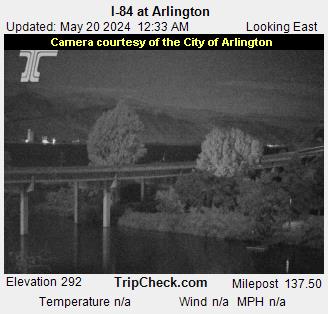 I-84 at Arlington
Updated: May 20 2024 12:33 AM Looking East
Camera courtesy of the City of Arlington
Elevation 292 TripCheck.com Milepost 137.50
Temperature n/a Wind n/a MPH n/a